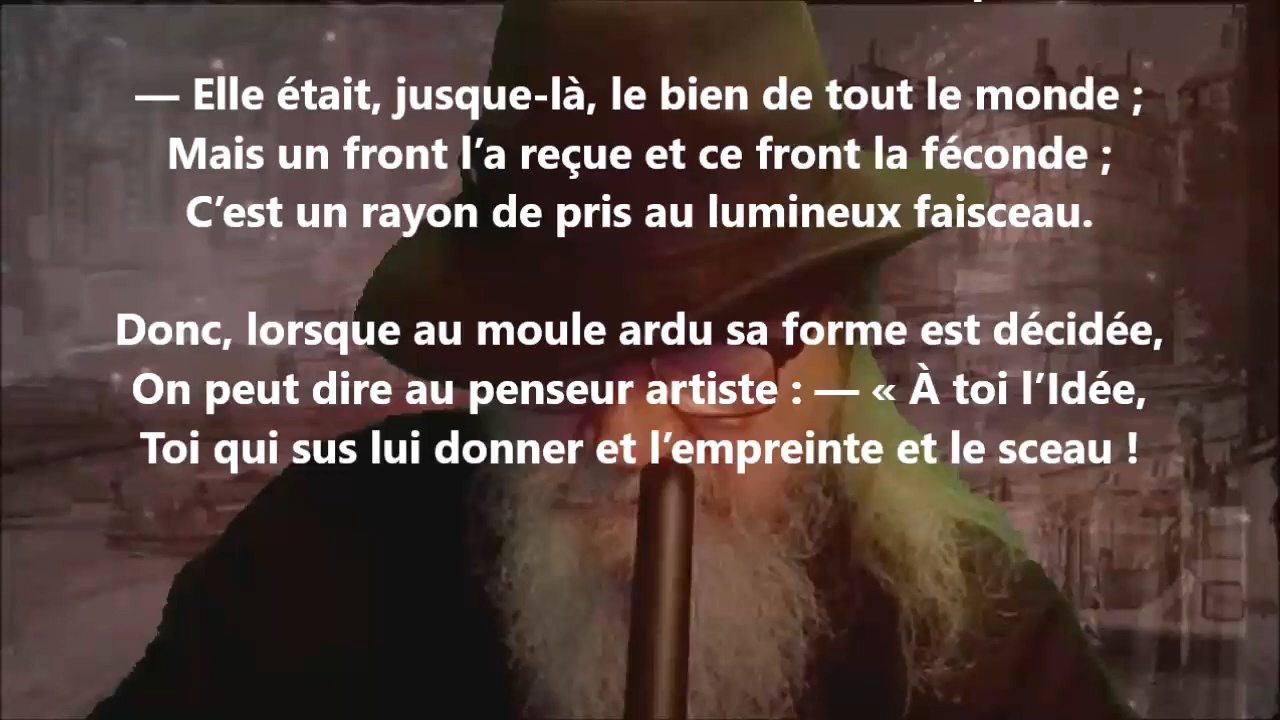 — Elle était, jusque-là, le bien de tout le monde ;
Mais un front l’a reçue et ce front la féconde ;
C’est un rayon de pris au lumineux faisceau.
Donc, lorsque au moule ardu sa forme est décidée,
On peut dire au penseur artiste : — « À toi l’Idée,
Toi qui sus lui donner et l’empreinte et le sceau !